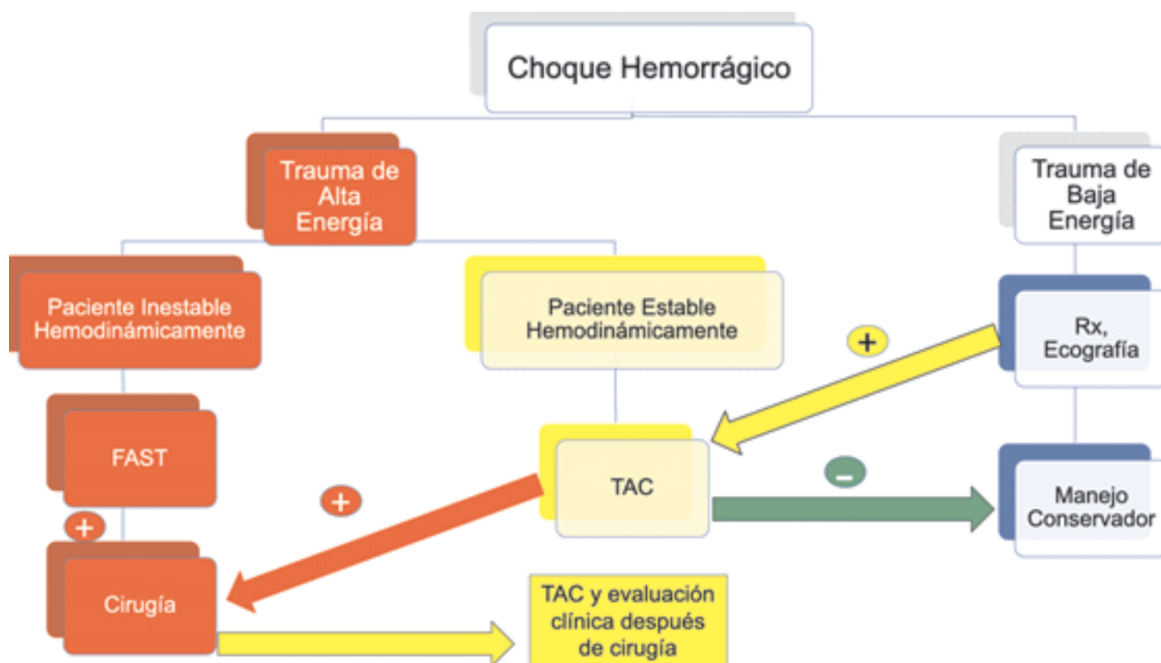 Choque Hemorrágico
Trauma de
Alta
Energía
Trauma de
Baja
Energía
Paciente Inestable
Hemodinámicamente
Paciente Estable
Hemodinámicamente
+
Rx,
Ecografía
FAST
+
+
TAC
−
Manejo
Conservador
Cirugía
TAC y evaluación
clínica después
de cirugía